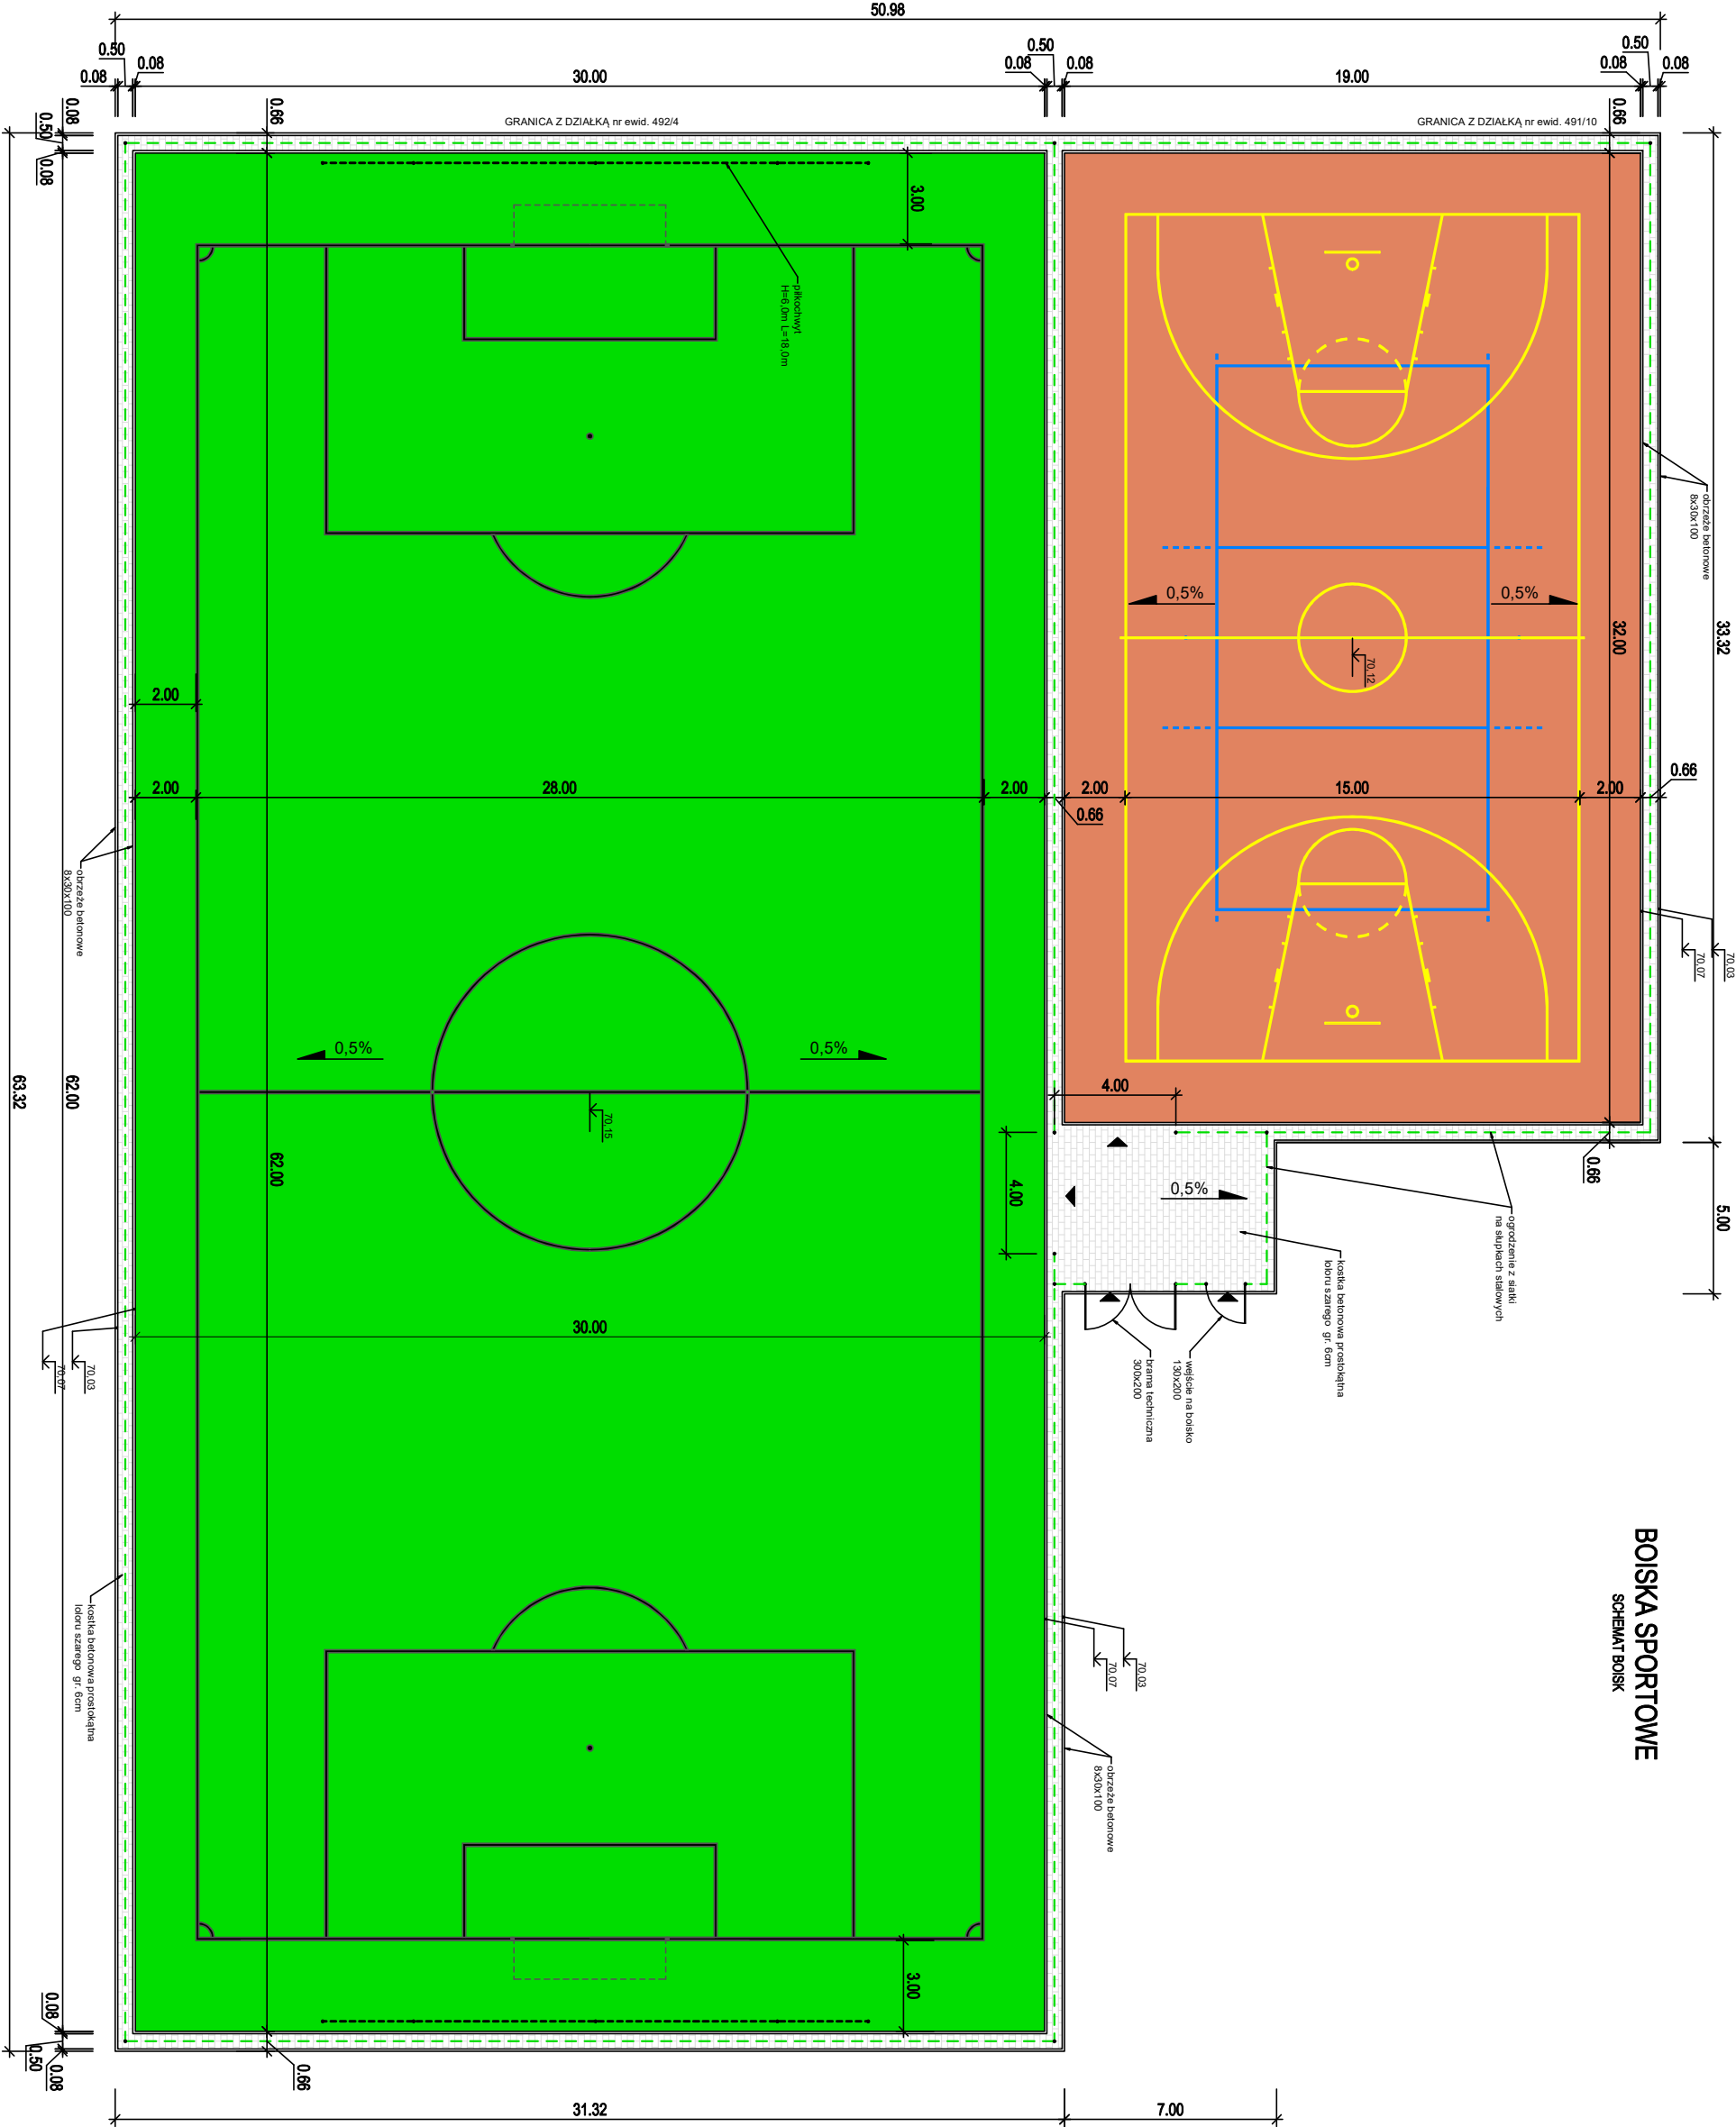 50.98
0.50
0.08
0.08
30.00
0.50
0.08
0.08
19.00
0.50
0.08
0.08
0.08
0.50
0.08
0.66
GRANICA Z DZIAŁKĄ nr ewid. 492/4
GRANICA Z DZIAŁKĄ nr ewid. 491/10
0.66
3.00
piłkochwyt
H=6,0m L=18,0m
obrzeże betonowe
8x30x100
33.32
0,5%
0,5%
32.00
70,12
2.00
2.00
28.00
2.00
0.66
2.00
15.00
2.00
0.66
obrzeże betonowe
8x30x100
70,03
70,07
0,5%
0,5%
70,15
4.00
4.00
0,5%
0.66
5.00
63.32
62.00
62.00
ogrodzenie z siatki
na słupkach stalowych
kostka betonowa prostokątna
loloru szarego gr. 6cm
30.00
70,03
70,07
wejście na boisko
130x200
brama techniczna
300x200
BOISKA SPORTOWE
SCHEMAT BOISK
kostka betonowa prostokątna
loloru szarego gr. 6cm
70,03
70,07
obrzeże betonowe
8x30x100
3.00
0.08
0.50
0.08
0.66
31.32
7.00